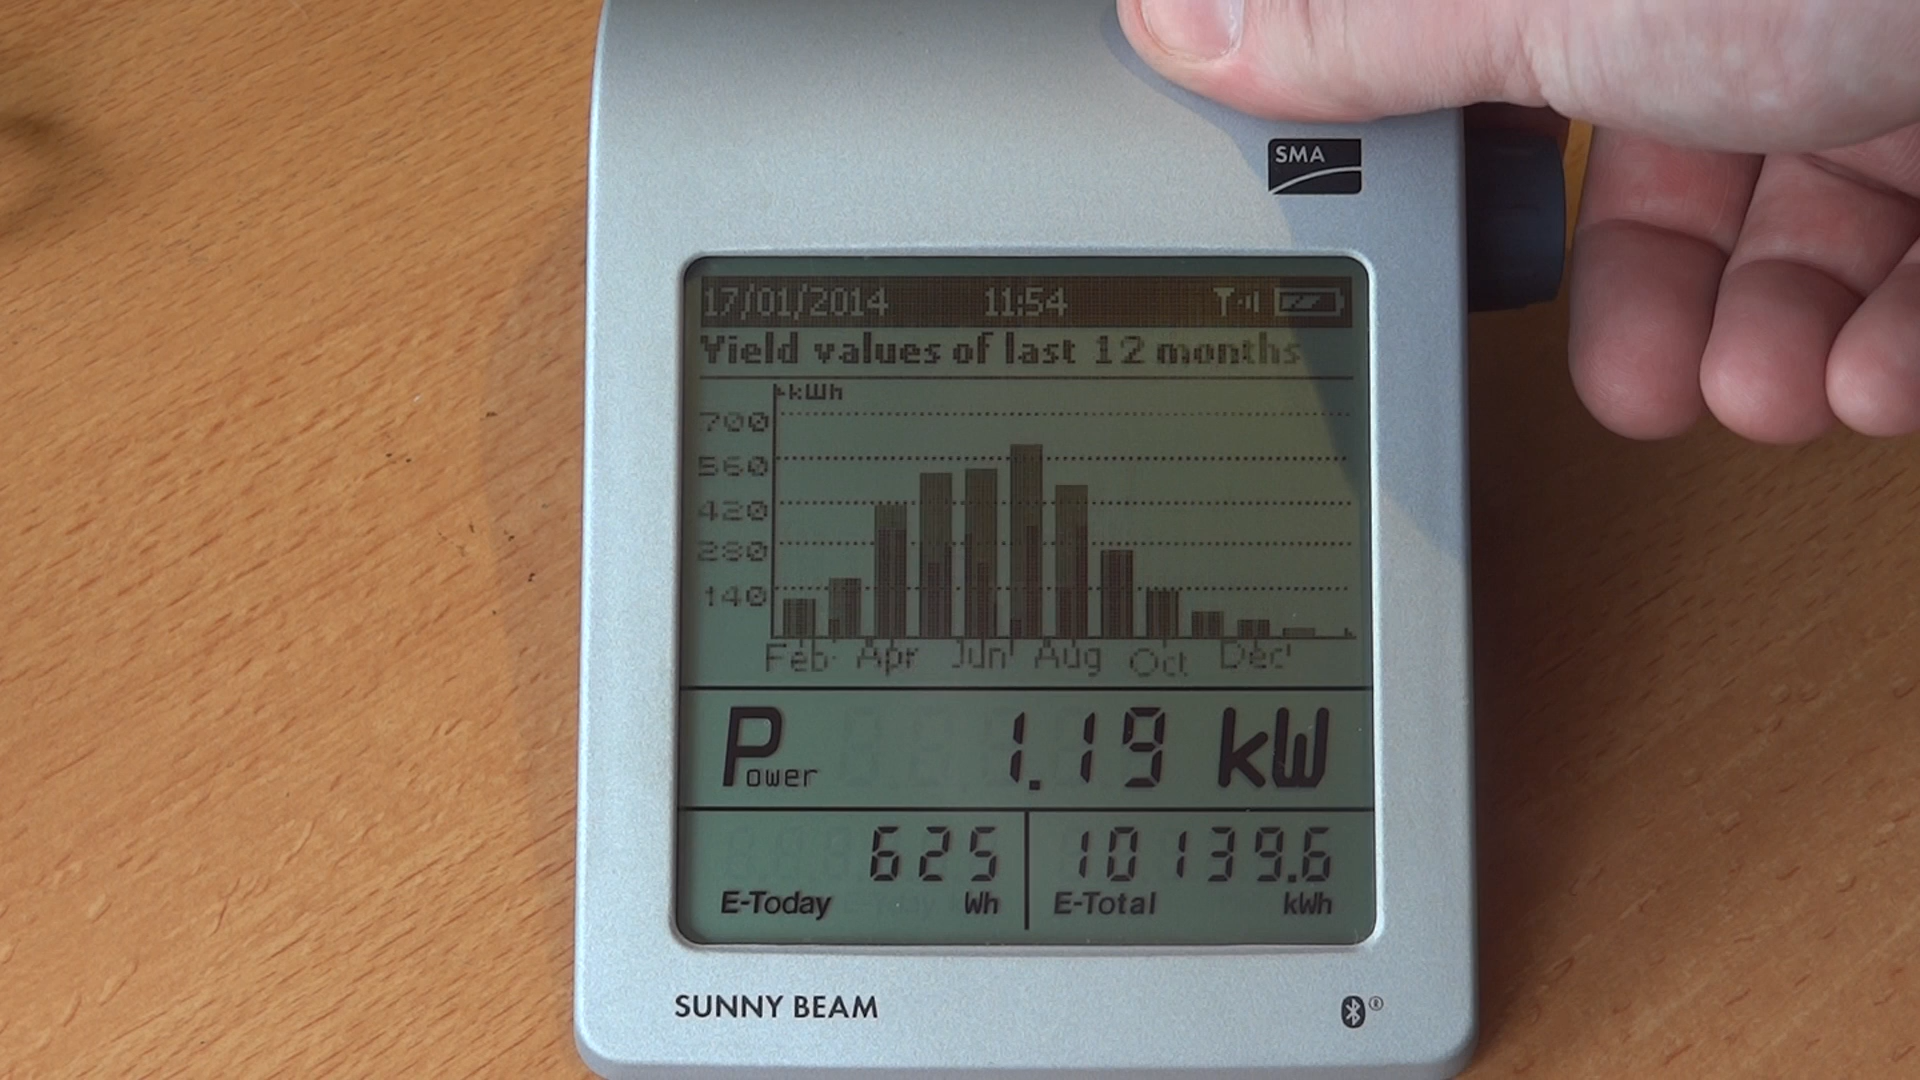 SMA
17/01/2014 11:54
Yield values of last 12 months
kWh
700
560
420
280
140
Feb Apr Jun Aug Oct Dec
Power 1.19 kW
625 10139.6
E-Today Wh E-Total kWh
SUNNY BEAM
®